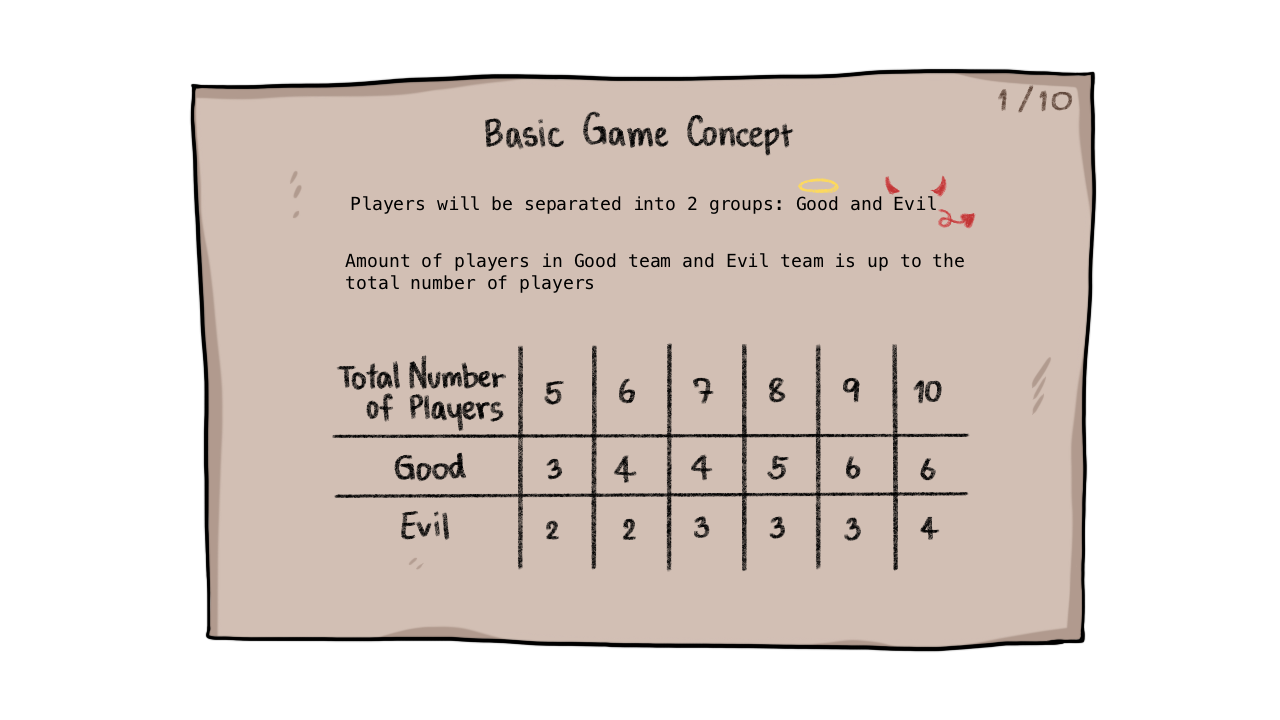 1/10
Basic Game Concept
Players will be separated into 2 groups: Good and Evil
Amount of players in Good team and Evil team is up to the
total number of players
Total Number of Players 5 6 7 8 9 10
Good 3 4 4 5 6 6
Evil 2 2 3 3 3 4